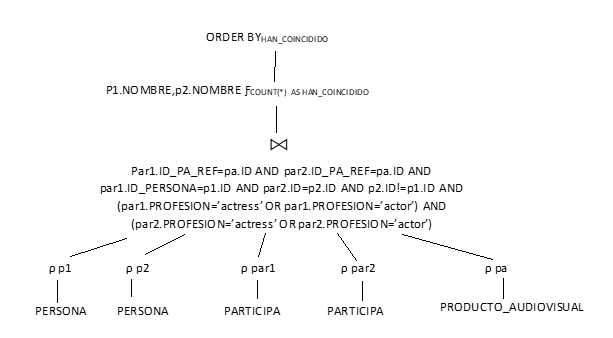 ORDER BY HAN_COINCIDIDO
P1.NOMBRE,p2.NOMBRE ƒCOUNT(*) AS HAN_COINCIDIDO
⋈
Par1.ID_PA_REF=pa.ID AND par2.ID_PA_REF=pa.ID AND
par1.ID_PERSONA=p1.ID AND par2.ID=p2.ID AND p2.ID!=p1.ID AND
(par1.PROFESION='actress' OR par1.PROFESION='actor') AND
(par2.PROFESION='actress' OR par2.PROFESION='actor')
ρ p1 ρ p2 ρ par1 ρ par2 ρ pa
PERSONA PERSONA PARTICIPA PARTICIPA PRODUCTO_AUDIOVISUAL